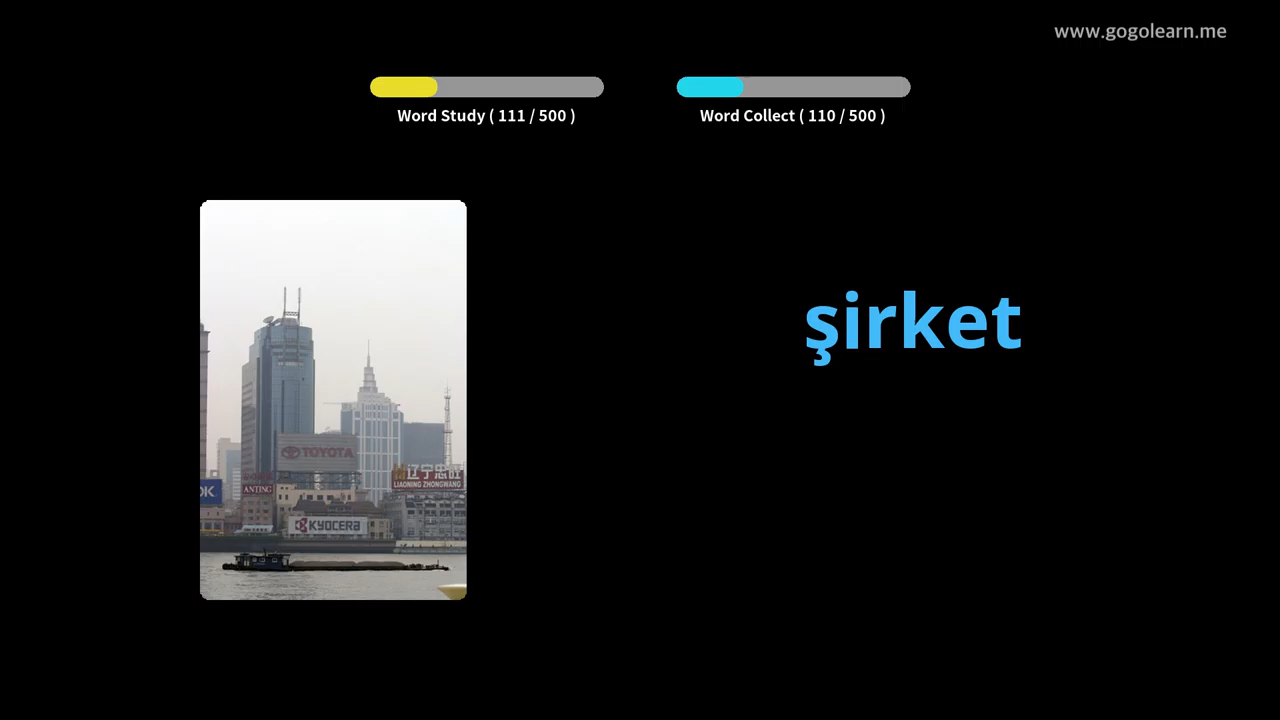 www.gogolearn.me
Word Study ( 111 / 500 )
Word Collect ( 110 / 500 )
şirket
TOYOTA
辽宁忠旺
LIAONING ZHONGWANG
OK
ANTING
KYOCERA